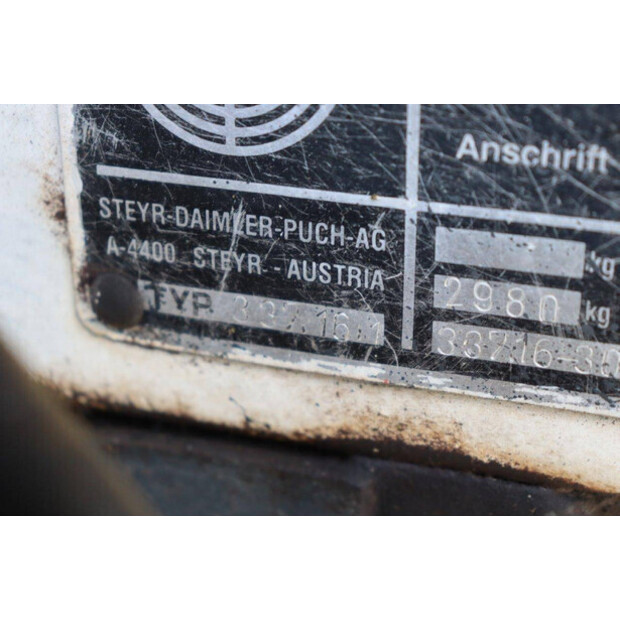 Anschrift
STEYR-DAIMLER-PUCH-AG
A-4400 STEYR - AUSTRIA
kg
TYP
2980 kg